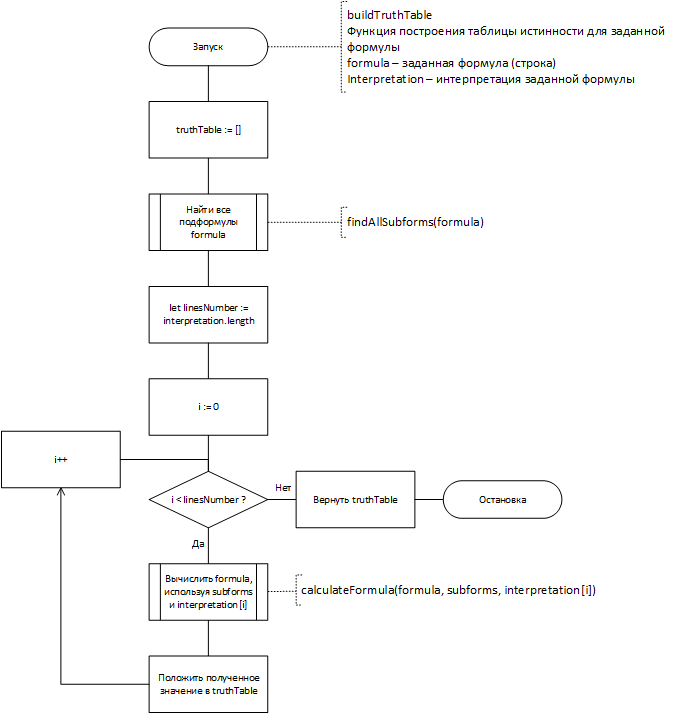 buildTruthTable
Функция построения таблицы истинности для заданной
формулы
formula – заданная формула (строка)
Interpretation – интерпретация заданной формулы
Запуск
truthTable := []
Найти все
подформулы
formula
findAllSubforms(formula)
let linesNumber :=
interpretation.length
i := 0
i++
i < linesNumber ?
Нет
Вернуть truthTable
Остановка
Да
Вычислить formula,
используя subforms
и interpretation[i]
calculateFormula(formula, subforms, interpretation[i])
Положить полученное
значение в truthTable